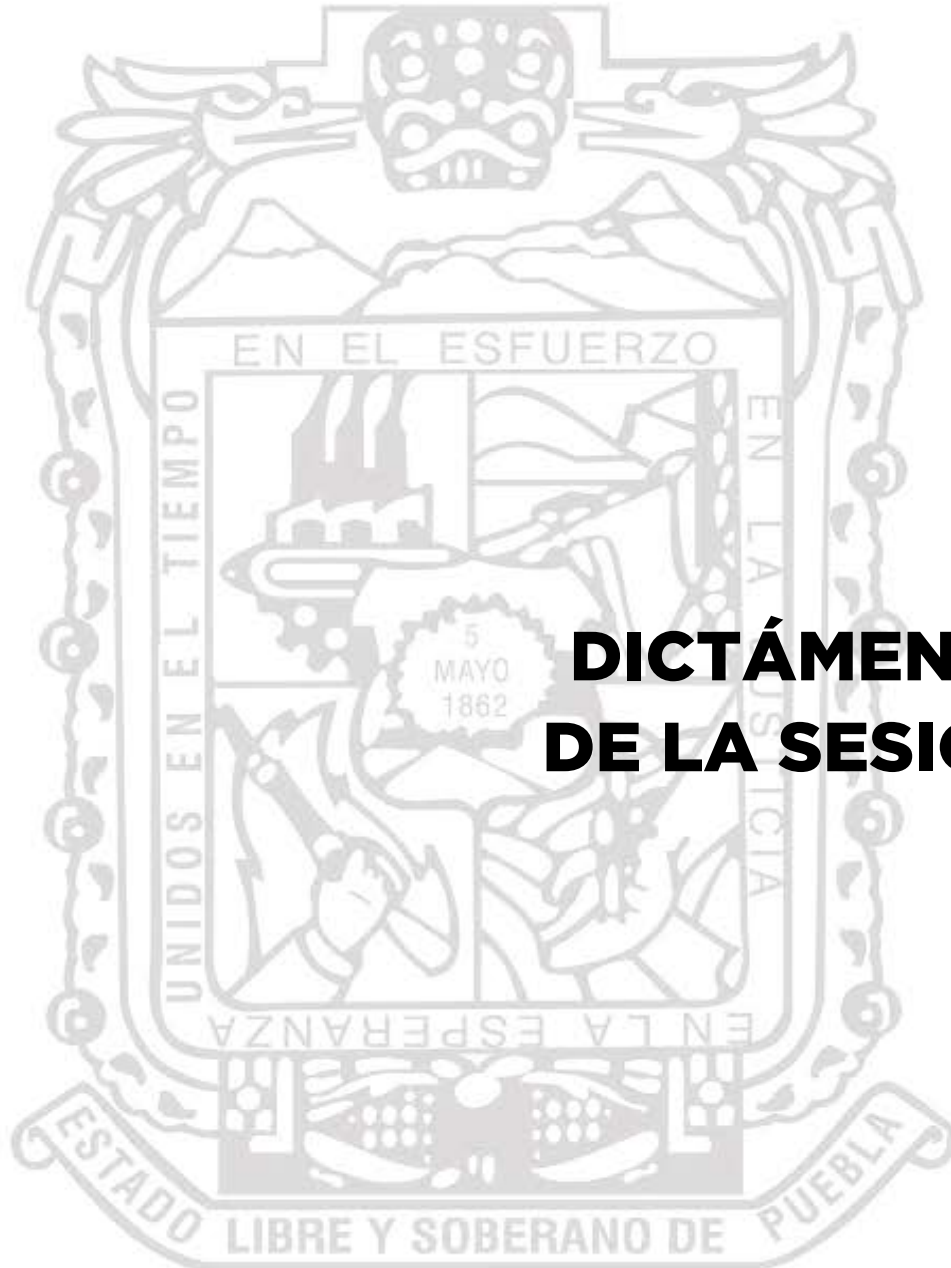 EN EL ESFUERZO
UNIDOS EN EL TIEMPO
EN LA JUSTICIA
5
MAYO
1862
DICTÁMEN
DE LA SESI
EN LA ESPERANZA
ESTADO LIBRE Y SOBERANO DE PUEBLA